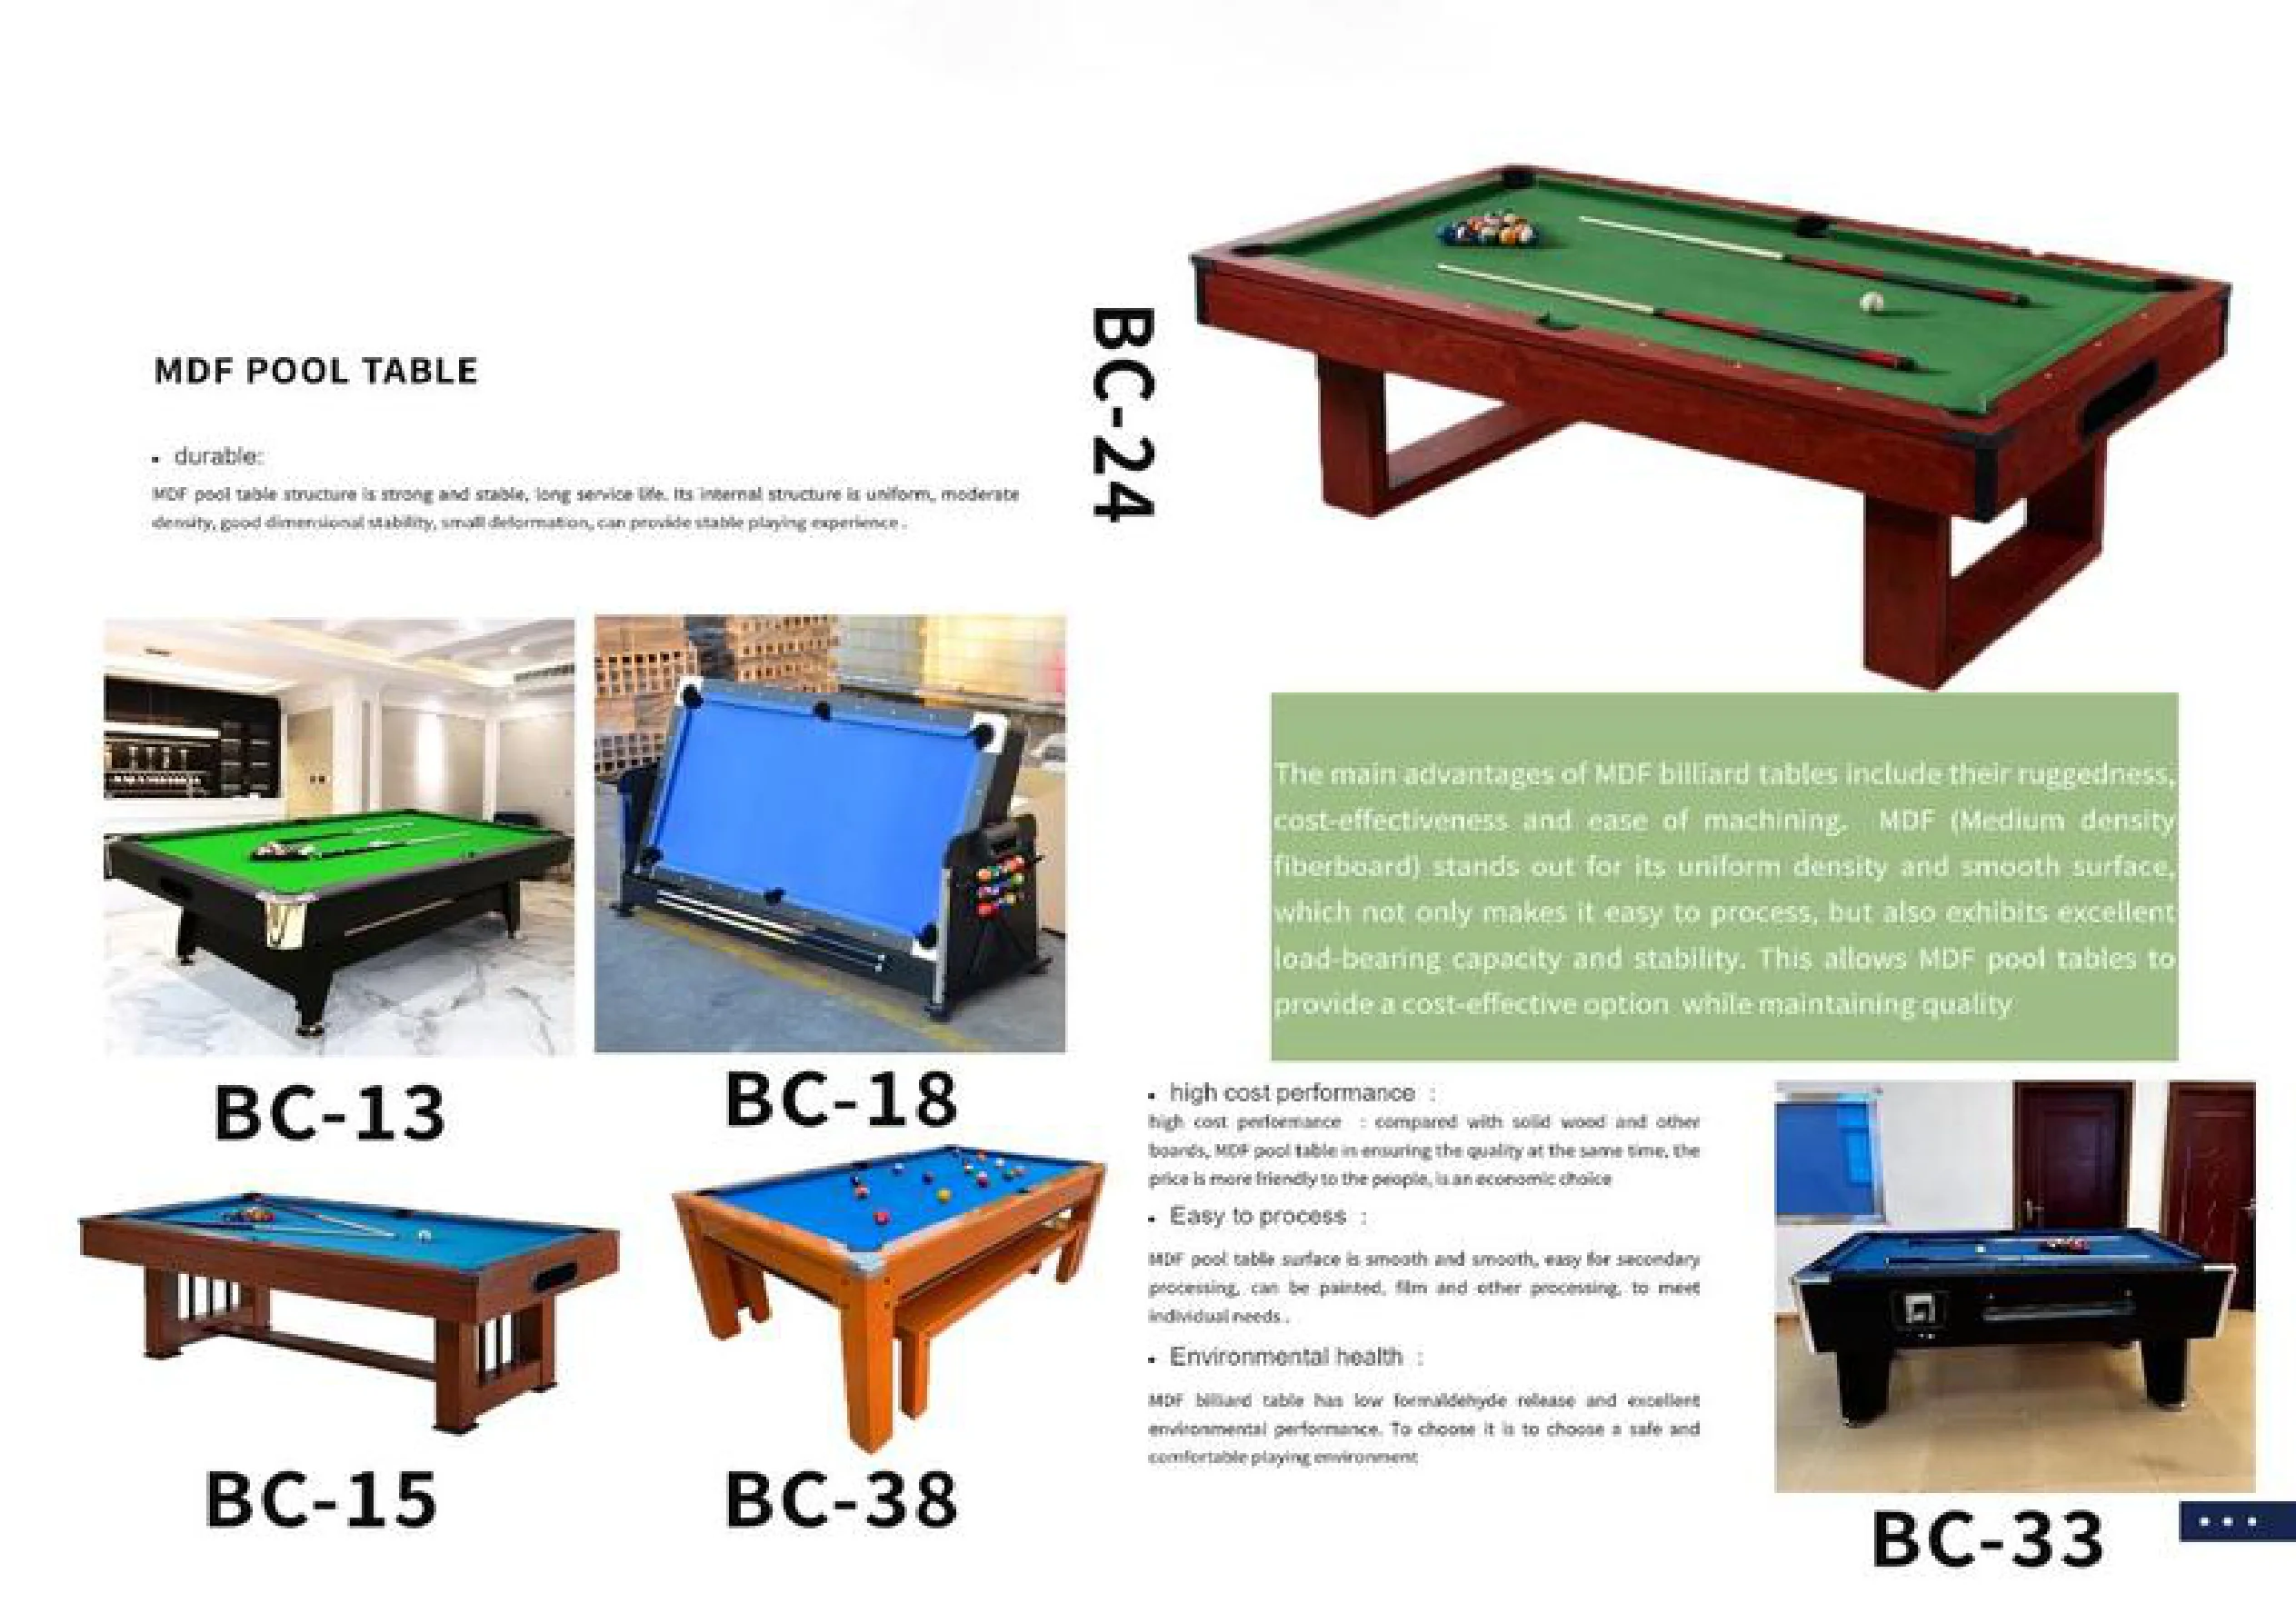 MDF POOL TABLE
• durable:
MDF pool table structure is strong and stable, long service life. Its internal structure is uniform, moderate
density, good dimensional stability, small deformation, can provide stable playing experience .
BC-24
BC-13
BC-18
BC-15
BC-38
The main advantages of MDF billiard tables include their ruggedness,
cost-effectiveness and ease of machining. MDF (Medium density
fiberboard) stands out for its uniform density and smooth surface,
which not only makes it easy to process, but also exhibits excellent
load-bearing capacity and stability. This allows MDF pool tables to
provide a cost-effective option while maintaining quality
• high cost performance :
high cost performance : compared with solid wood and other
boards, MDF pool table in ensuring the quality at the same time, the
price is more friendly to the people, is an economic choice
• Easy to process :
MDF pool table surface is smooth and smooth, easy for secondary
processing, can be painted, film and other processing, to meet
individual needs .
• Environmental health :
MDF billiard table has low formaldehyde release and excellent
environmental performance. To choose it is to choose a safe and
comfortable playing environment
BC-33